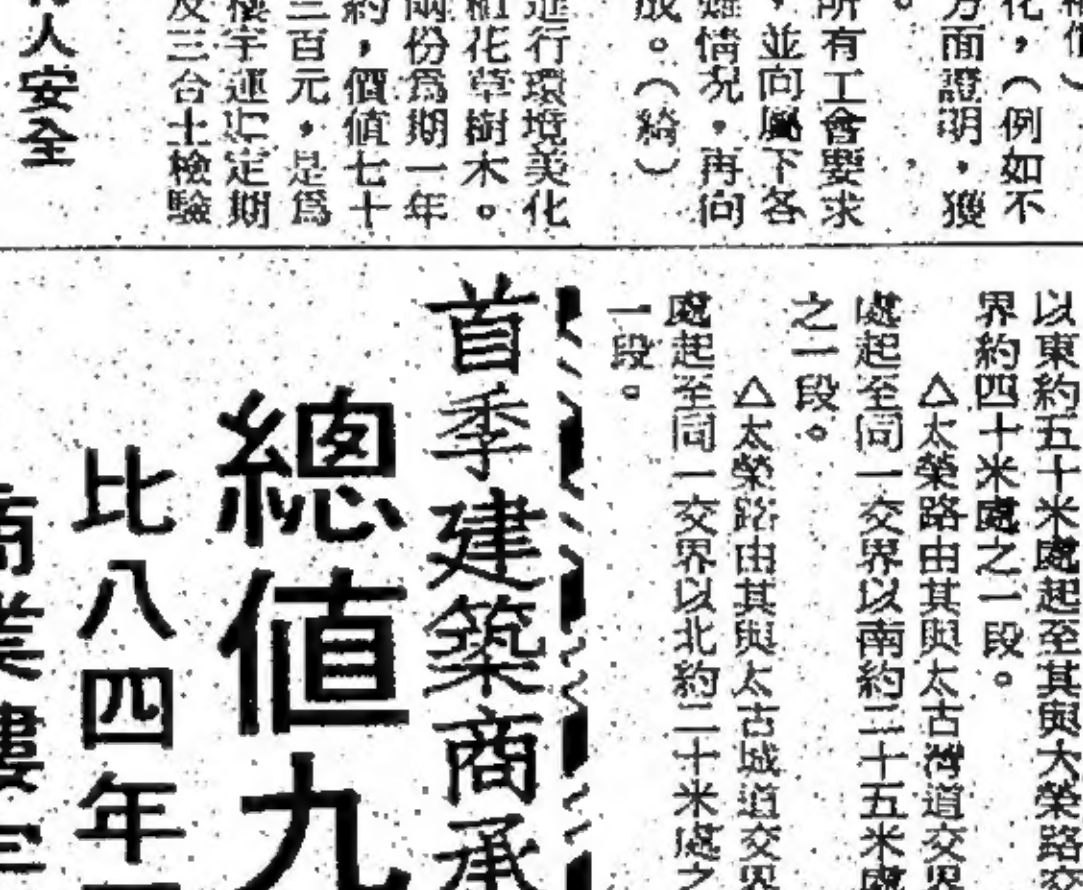 化，（例如不
方面證明，獲
所有工會要求
，並向屬下各
情況，再向
成。（綺）
進行環境美化
花草樹木。
兩份爲期一年
約，價值七十
三百元，是爲
樓宇運定期
及三台土檢驗
人安全
以東約五十米處起至其與太榮路交
界約四十米處之一段。
△太榮路由其與太古灣道交界
處起至同一交界以南約三十五米處
之一段。
△太榮路由其與太古城道交界
處起至同一交界以北約二十米處之
一段。
首季建築商承
總值九
比八四年
商業樓宇